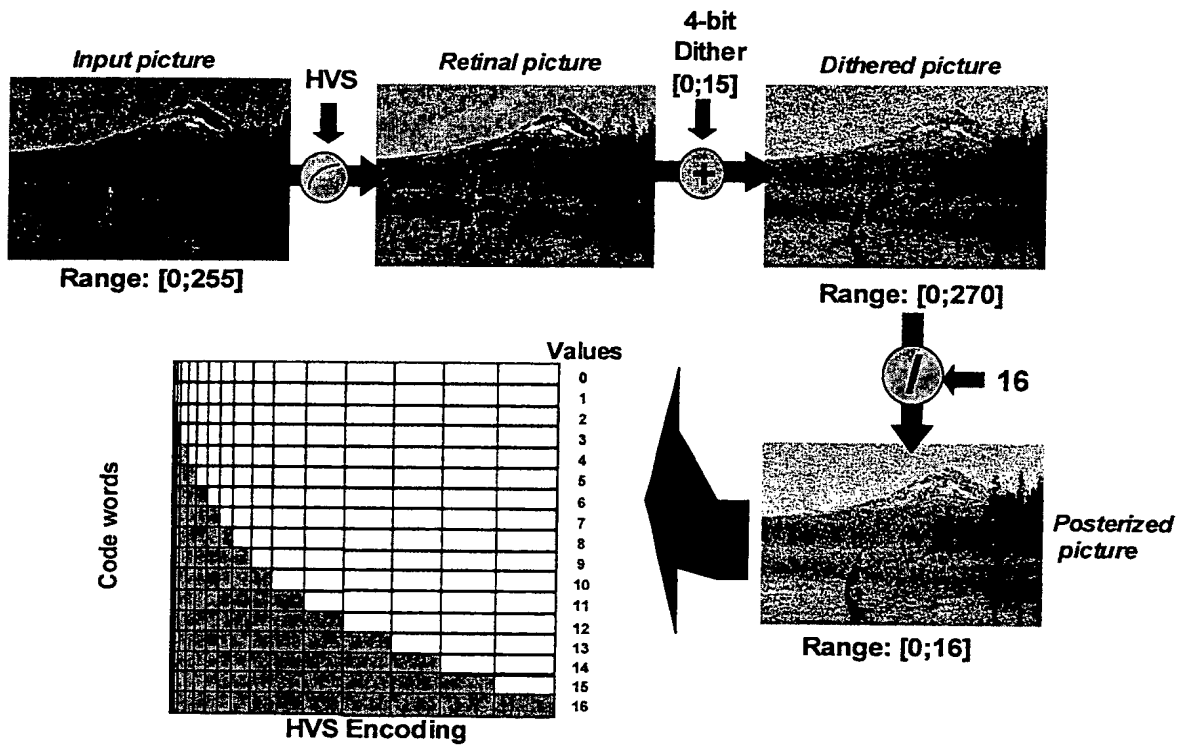 Input picture
HVS
Retinal picture
4-bit
Dither
[0;15]
Dithered picture
+
Range: [0;255]
Range: [0;270]
/
16
Values
0
1
2
3
4
5
6
7
8
9
10
11
12
13
14
15
16
Code words
HVS Encoding
Posterized
picture
Range: [0;16]